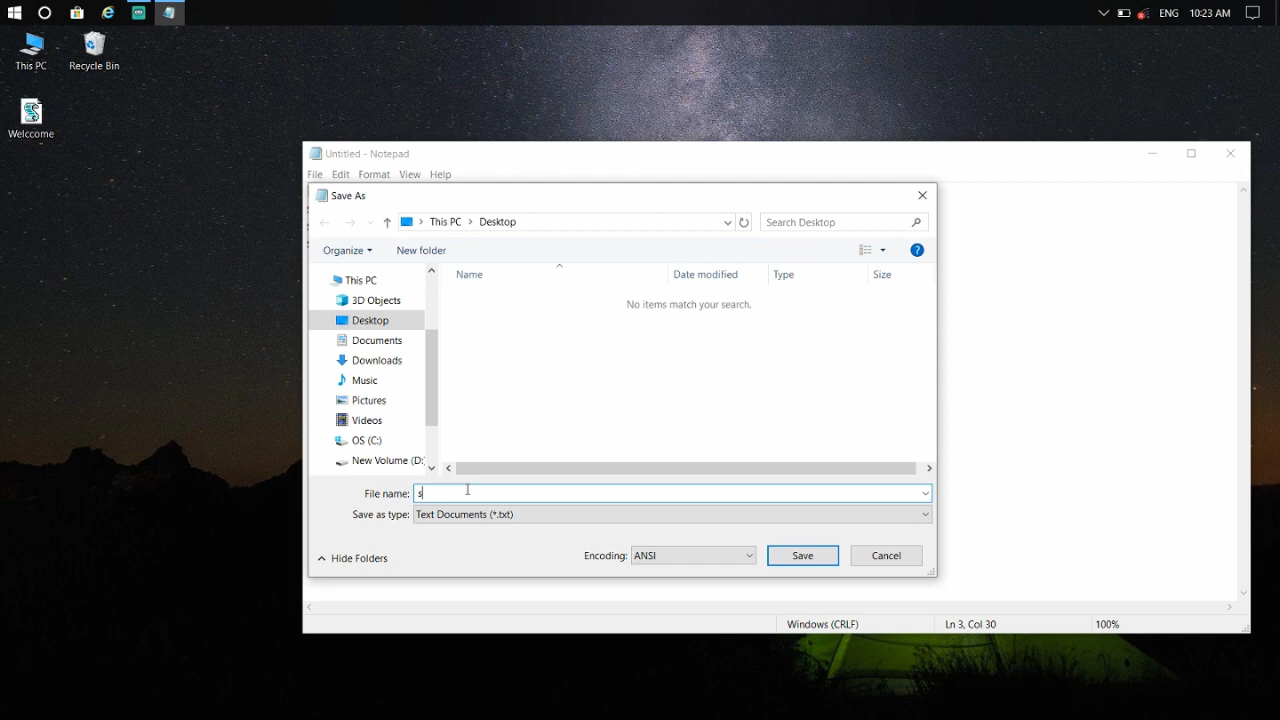 ENG 10:23 AM
This PC
Recycle Bin
Welccome
Untitled - Notepad
File Edit Format View Help
Save As
This PC Desktop
Search Desktop
Organize New folder
Name Date modified Type Size
No items match your search.
This PC
3D Objects
Desktop
Documents
Downloads
Music
Pictures
Videos
OS (C:)
New Volume (D:
File name: s
Save as type: Text Documents (*.txt)
Hide Folders Encoding: ANSI Save Cancel
Windows (CRLF) Ln 3, Col 30 100%